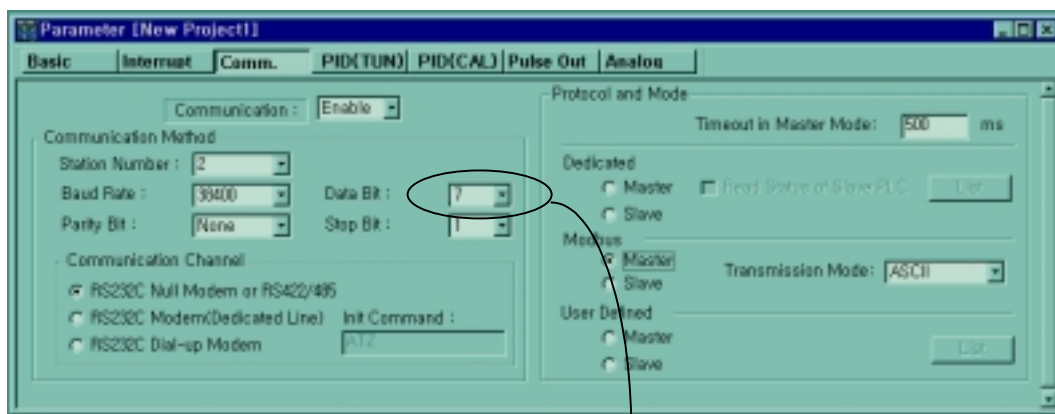 Parameter [New Project1]
Basic Interrupt Comm. PID(TUN) PID(CAL) Pulse Out Analog
Communication : Enable
Communication Method
Station Number : 2
Baud Rate : 38400 Data Bit : 7
Parity Bit : None Stop Bit : 1
Communication Channel
RS232C Null Modem or RS422/485
RS232C Modem(Dedicated Line) Init Command :
RS232C Dial-up Modem ATZ
Protocol and Mode
Timeout in Master Mode: 500 ms
Dedicated
Master Read Status of Slave PLC List
Slave
Modbus
Master Transmission Mode: ASCII
Slave
User Defined
Master List
Slave